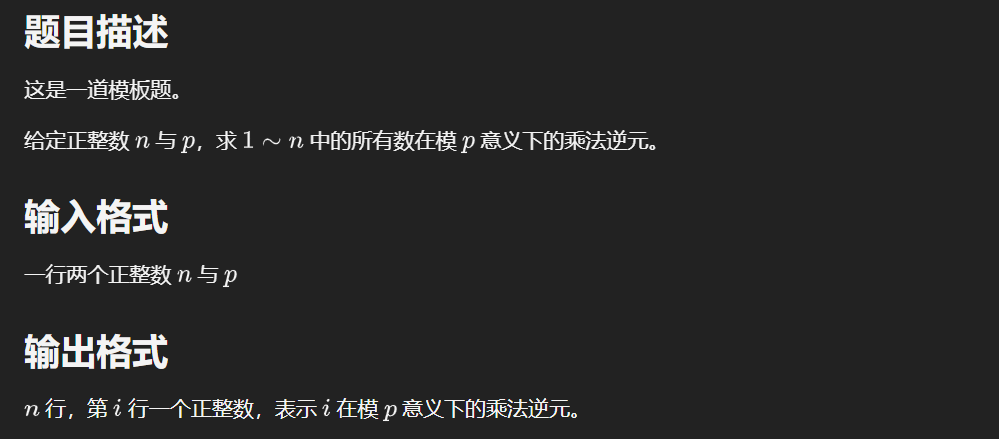 题目描述
这是一道模板题。
给定正整数 n 与 p，求 1 ∼ n 中的所有数在模 p 意义下的乘法逆元。
输入格式
一行两个正整数 n 与 p
输出格式
n 行，第 i 行一个正整数，表示 i 在模 p 意义下的乘法逆元。